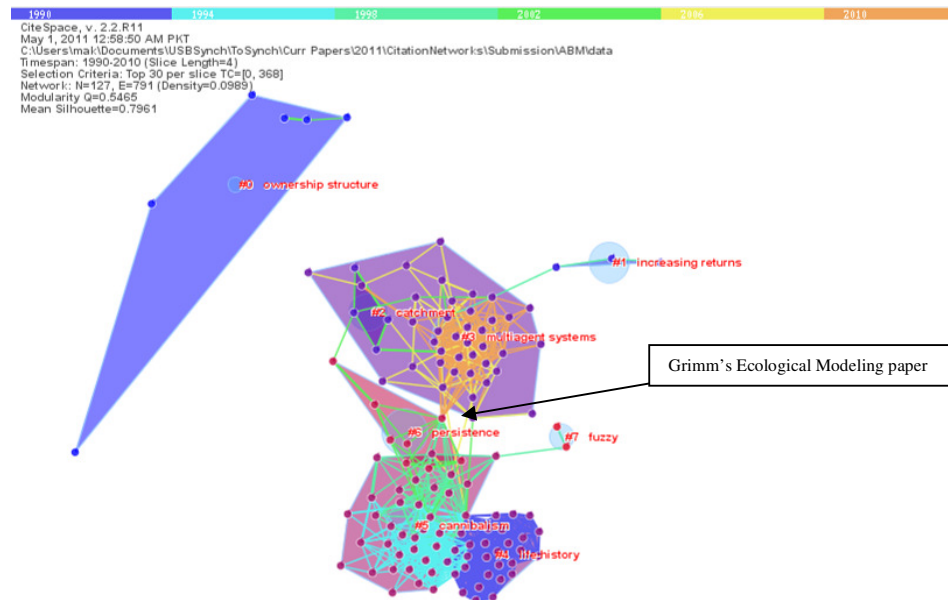 1990 1994 1998 2002 2006 2010
CiteSpace, v. 2.2.R11
May 1, 2011 12:58:50 AM PKT
C:\Users\mak\Documents\USBSynch\ToSynch\Curr Papers\2011\CitationNetworks\Submission\ABM\data
Timespan: 1990-2010 (Slice Length=4)
Selection Criteria: Top 30 per slice TC=[0, 368]
Network: N=127, E=791 (Density=0.0989)
Modularity Q=0.5465
Mean Silhouette=0.7961
#0 ownership structure
#1 increasing returns
#2 catchment
#3 multiagent systems
Grimm's Ecological Modeling paper
#6 persistence
#7 fuzzy
#5 cannibalism
#4 life-history